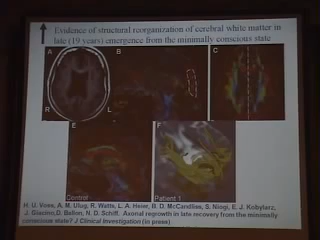 Evidence of structural reorganization of cerebral white matter in
late (19 years) emergence from the minimally conscious state
A
B
C
R
L
E
F
Control
Patient 1
H. U. Voss, A. M. Ulug, R. Watts, L. A. Heier, B. D. McCandliss, S. Niogi, E. J. Kobylarz,
J. Giacino, D. Ballon, N. D. Schiff. Axonal regrowth in late recovery from the minimally
conscious state? J Clinical Investigation (in press)